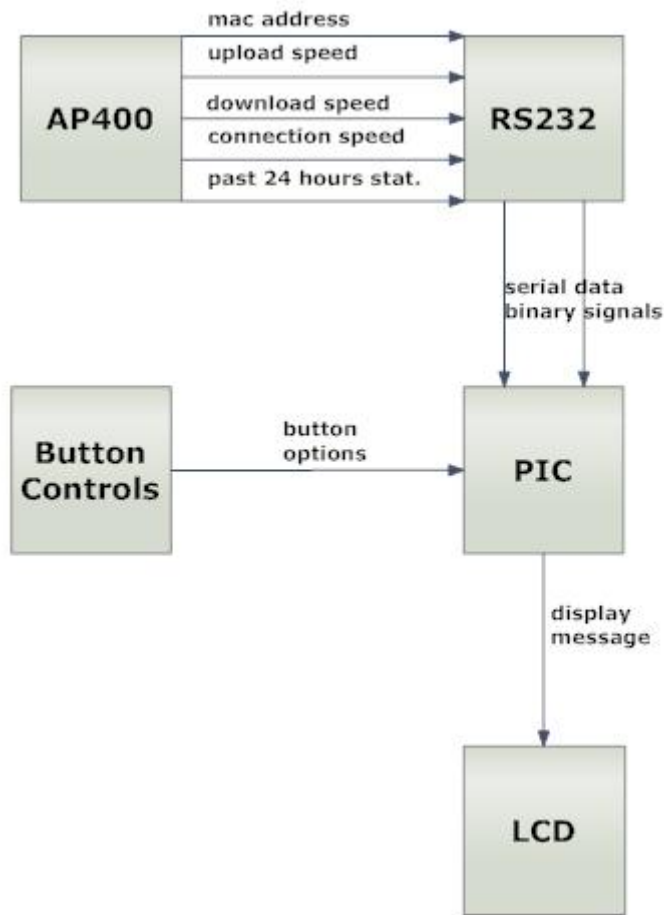 mac address
AP400
upload speed
download speed
connection speed
past 24 hours stat.
RS232
serial data
binary signals
Button
Controls
button
options
PIC
display
message
LCD